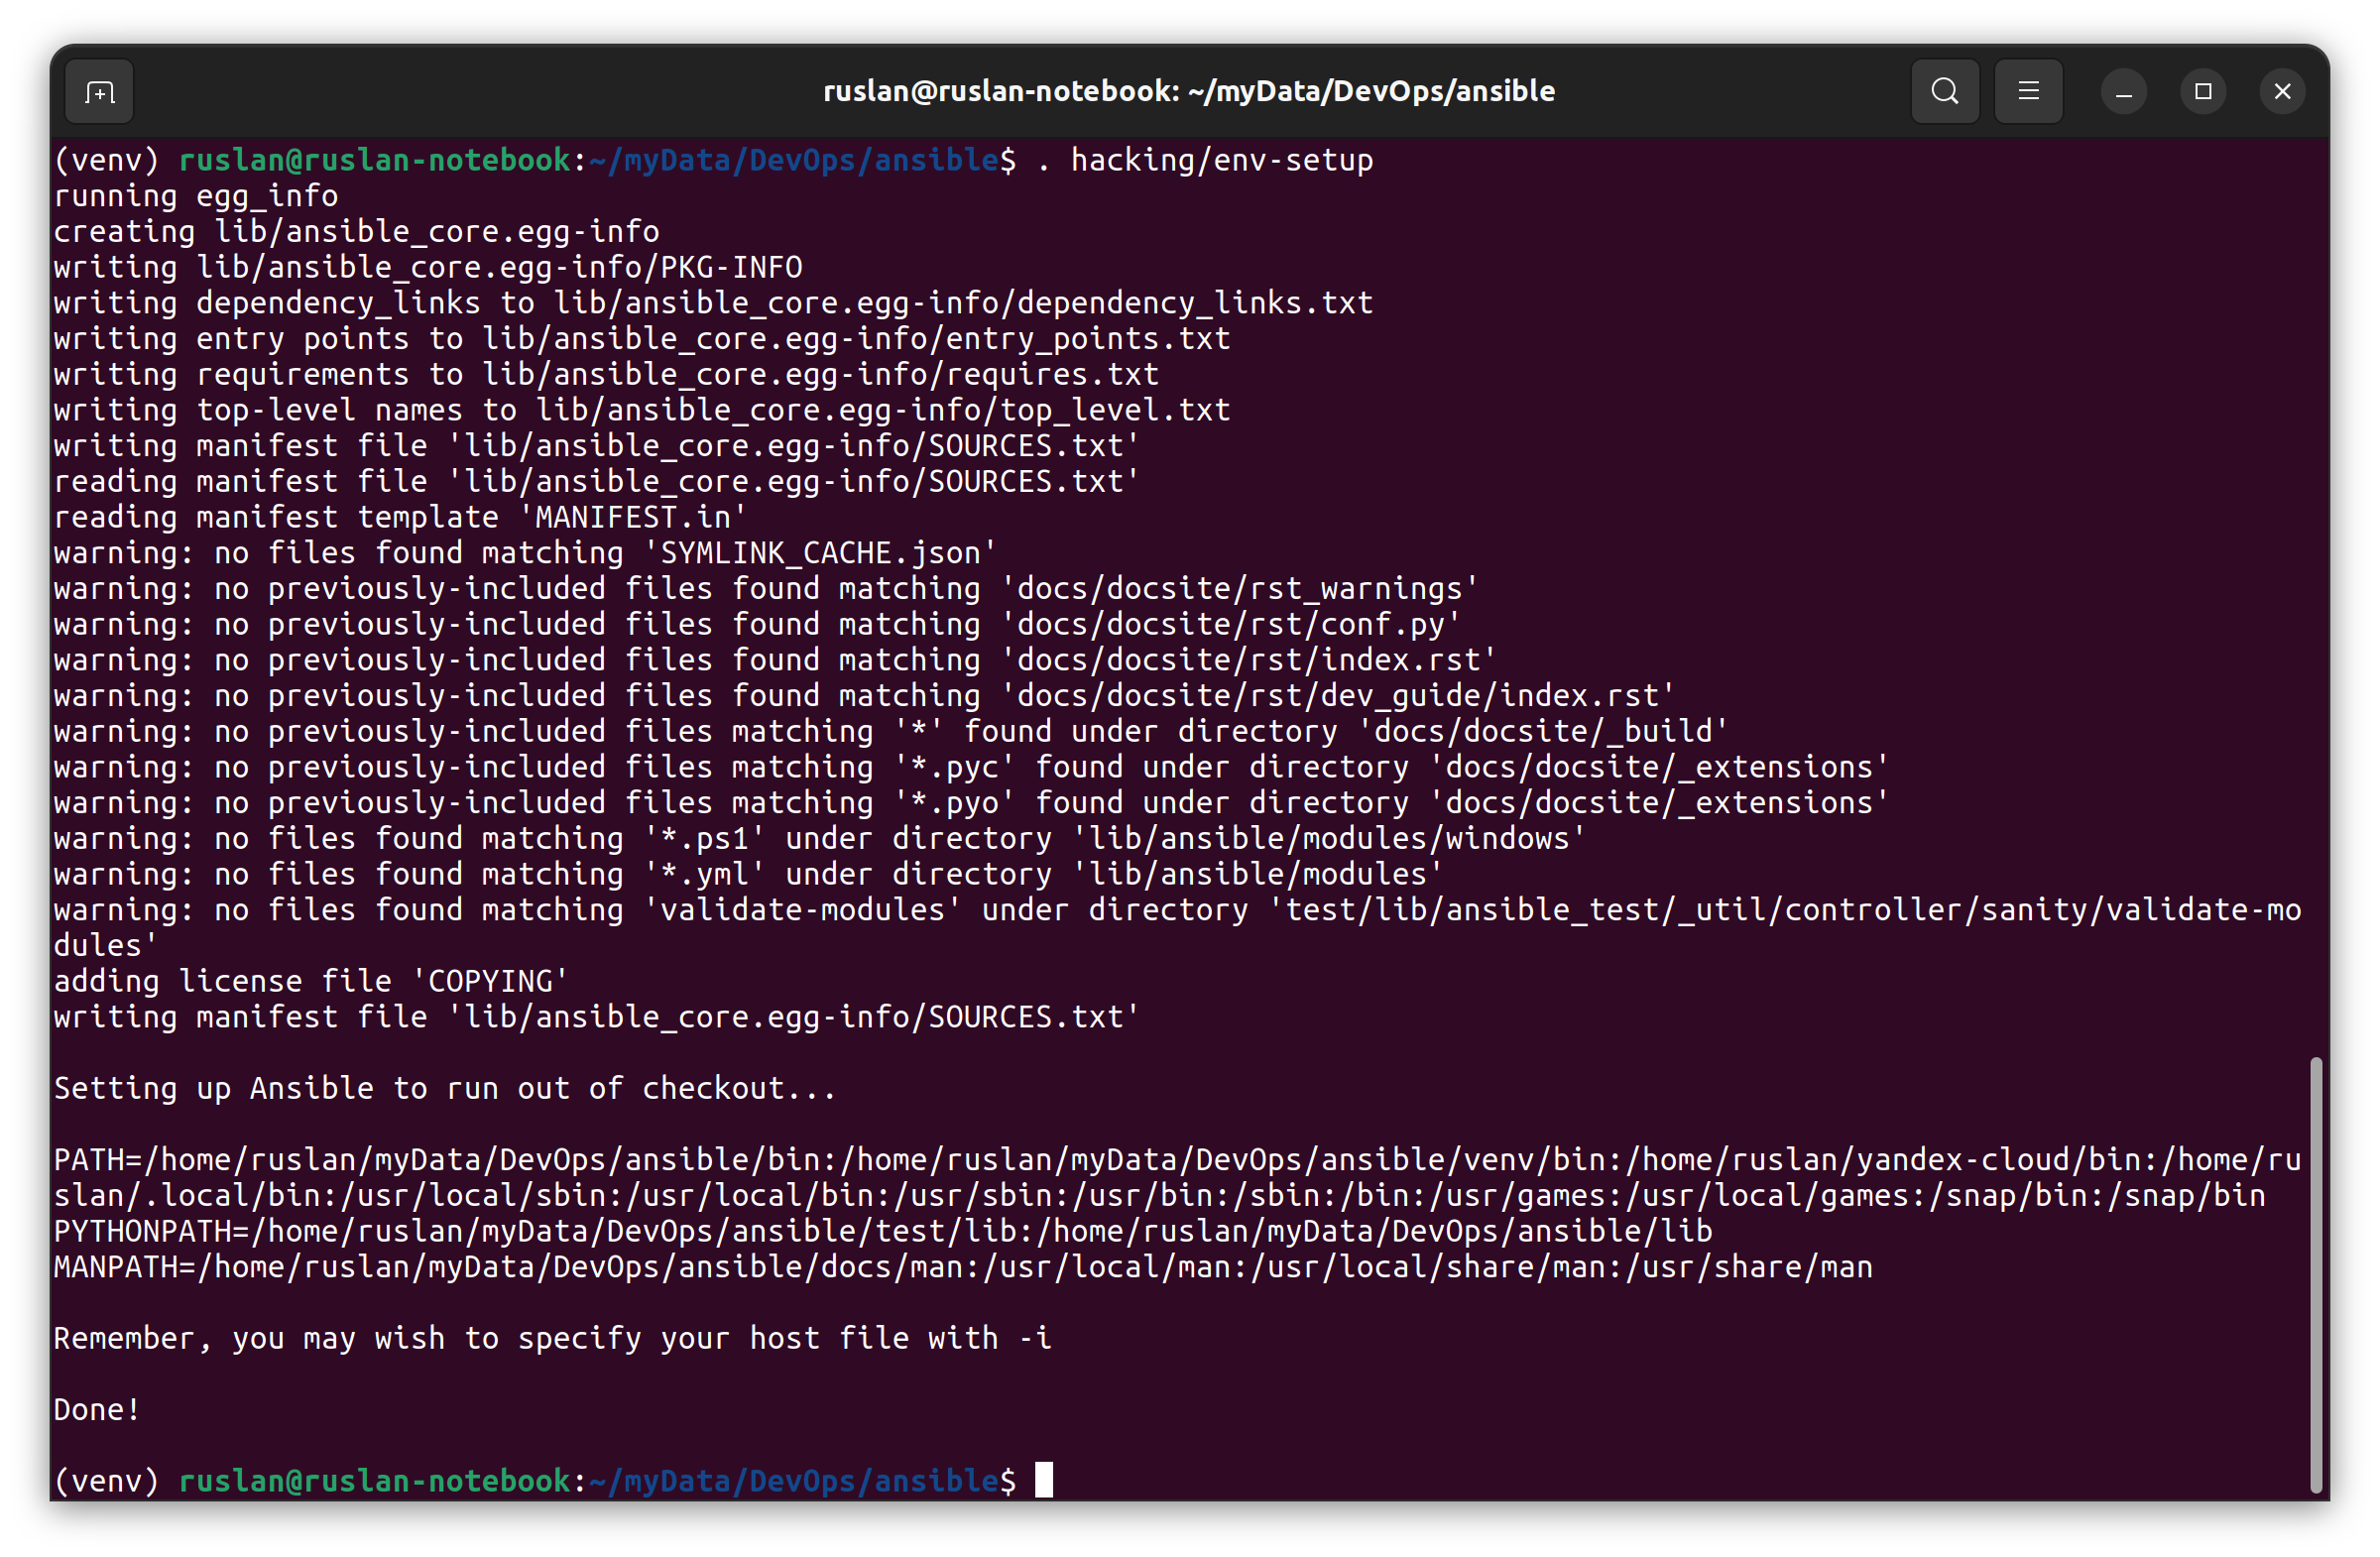 ruslan@ruslan-notebook: ~/myData/DevOps/ansible
(venv) ruslan@ruslan-notebook:~/myData/DevOps/ansible$ . hacking/env-setup
running egg_info
creating lib/ansible_core.egg-info
writing lib/ansible_core.egg-info/PKG-INFO
writing dependency_links to lib/ansible_core.egg-info/dependency_links.txt
writing entry points to lib/ansible_core.egg-info/entry_points.txt
writing requirements to lib/ansible_core.egg-info/requires.txt
writing top-level names to lib/ansible_core.egg-info/top_level.txt
writing manifest file 'lib/ansible_core.egg-info/SOURCES.txt'
reading manifest file 'lib/ansible_core.egg-info/SOURCES.txt'
reading manifest template 'MANIFEST.in'
warning: no files found matching 'SYMLINK_CACHE.json'
warning: no previously-included files found matching 'docs/docsite/rst_warnings'
warning: no previously-included files found matching 'docs/docsite/rst/conf.py'
warning: no previously-included files found matching 'docs/docsite/rst/index.rst'
warning: no previously-included files found matching 'docs/docsite/rst/dev_guide/index.rst'
warning: no previously-included files matching '*' found under directory 'docs/docsite/_build'
warning: no previously-included files matching '*.pyc' found under directory 'docs/docsite/_extensions'
warning: no previously-included files matching '*.pyo' found under directory 'docs/docsite/_extensions'
warning: no files found matching '*.ps1' under directory 'lib/ansible/modules/windows'
warning: no files found matching '*.yml' under directory 'lib/ansible/modules'
warning: no files found matching 'validate-modules' under directory 'test/lib/ansible_test/_util/controller/sanity/validate-mo
dules'
adding license file 'COPYING'
writing manifest file 'lib/ansible_core.egg-info/SOURCES.txt'
Setting up Ansible to run out of checkout...
PATH=/home/ruslan/myData/DevOps/ansible/bin:/home/ruslan/myData/DevOps/ansible/venv/bin:/home/ruslan/yandex-cloud/bin:/home/ru
slan/.local/bin:/usr/local/sbin:/usr/local/bin:/usr/sbin:/usr/bin:/sbin:/bin:/usr/games:/usr/local/games:/snap/bin:/snap/bin
PYTHONPATH=/home/ruslan/myData/DevOps/ansible/test/lib:/home/ruslan/myData/DevOps/ansible/lib
MANPATH=/home/ruslan/myData/DevOps/ansible/docs/man:/usr/local/man:/usr/local/share/man:/usr/share/man
Remember, you may wish to specify your host file with -i
Done!
(venv) ruslan@ruslan-notebook:~/myData/DevOps/ansible$